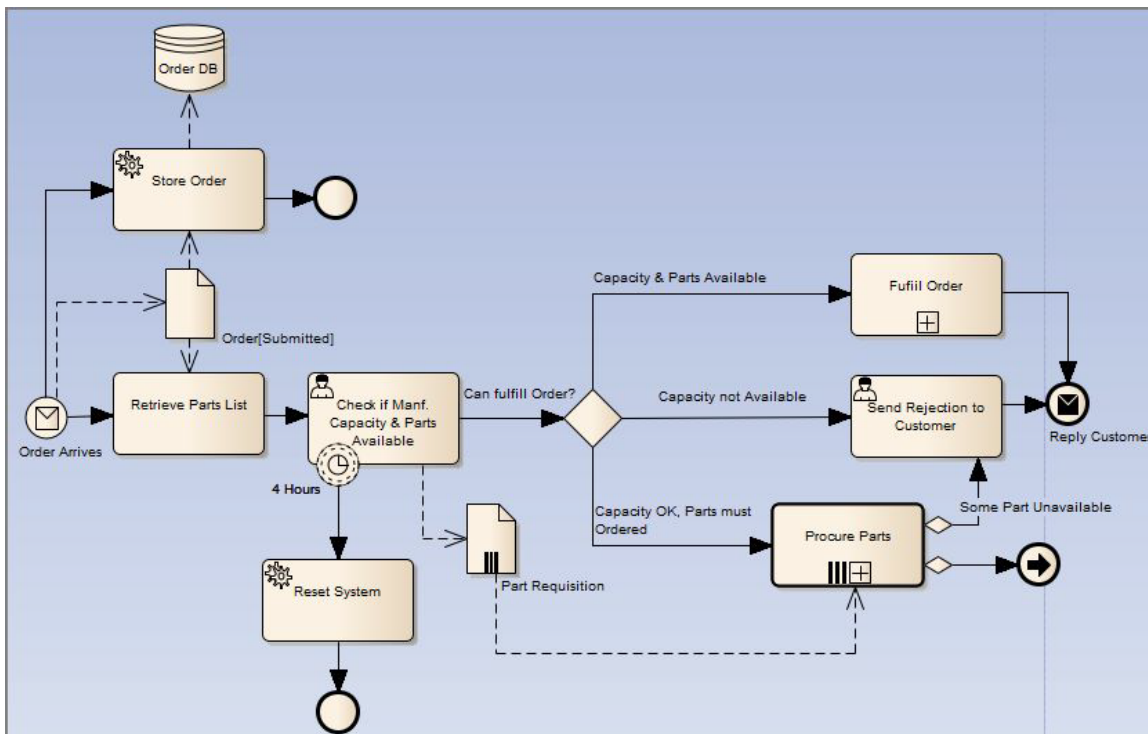 Order DB
Store Order
Order[Submitted]
Order Arrives
Retrieve Parts List
Check if Manf.
Capacity & Parts
Available
4 Hours
Reset System
Part Requisition
Can fulfill Order?
Capacity & Parts Available
Capacity not Available
Capacity OK, Parts must
Ordered
Fufill Order
Send Rejection to
Customer
Reply Customer
Some Part Unavailable
Procure Parts